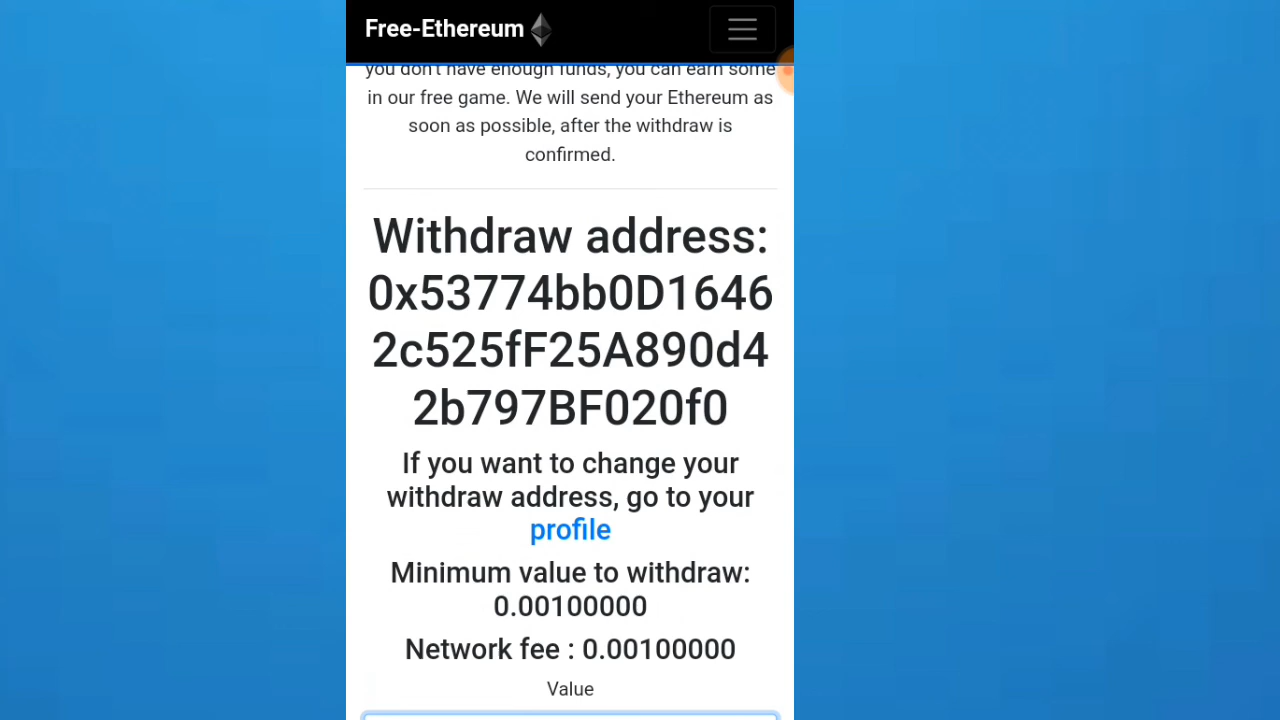 Free-Ethereum
you don't have enough funds, you can earn some
in our free game. We will send your Ethereum as
soon as possible, after the withdraw is
confirmed.
Withdraw address:
0x53774bb0D1646
2c525fF25A890d4
2b797BF020f0
If you want to change your
withdraw address, go to your
profile
Minimum value to withdraw:
0.00100000
Network fee : 0.00100000
Value